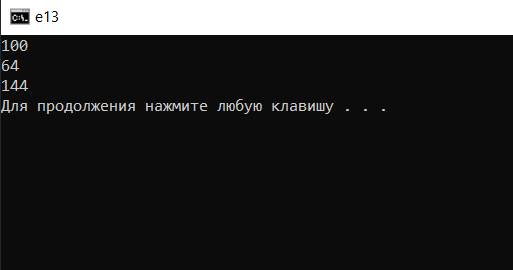 C:\.
e13
100
64
144
Для продолжения нажмите любую клавишу . . .